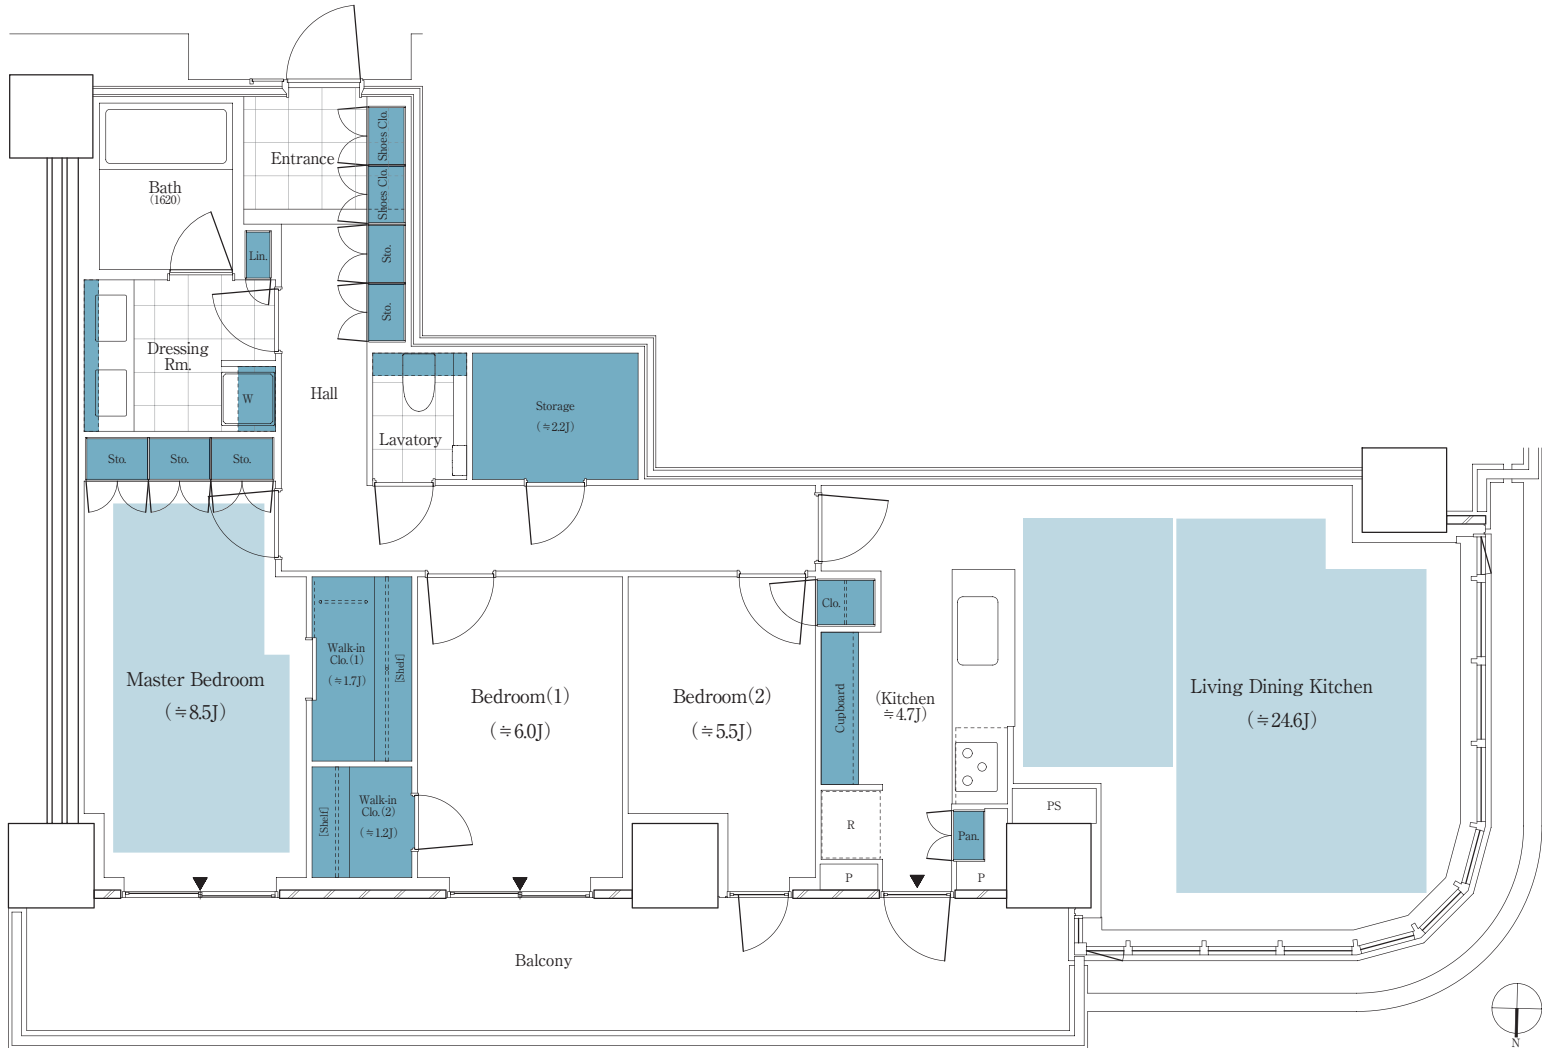 Entrance
Shoes Clo.
Shoes Clo.
Bath
(1620)
Lin.
Sto.
Sto.
Dressing
Rm.
W
Hall
Lavatory
Storage
(≒2.2J)
Sto.
Sto.
Sto.
Master Bedroom
(≒8.5J)
Walk-in
Clo.(1)
(≒1.7J)
[Shelf]
Walk-in
Clo.(2)
(≒1.2J)
[Shelf]
Bedroom(1)
(≒6.0J)
Bedroom(2)
(≒5.5J)
Clo.
Cupboard
(Kitchen
≒4.7J)
R
P
Pan.
P
PS
Living Dining Kitchen
(≒24.6J)
Balcony
N